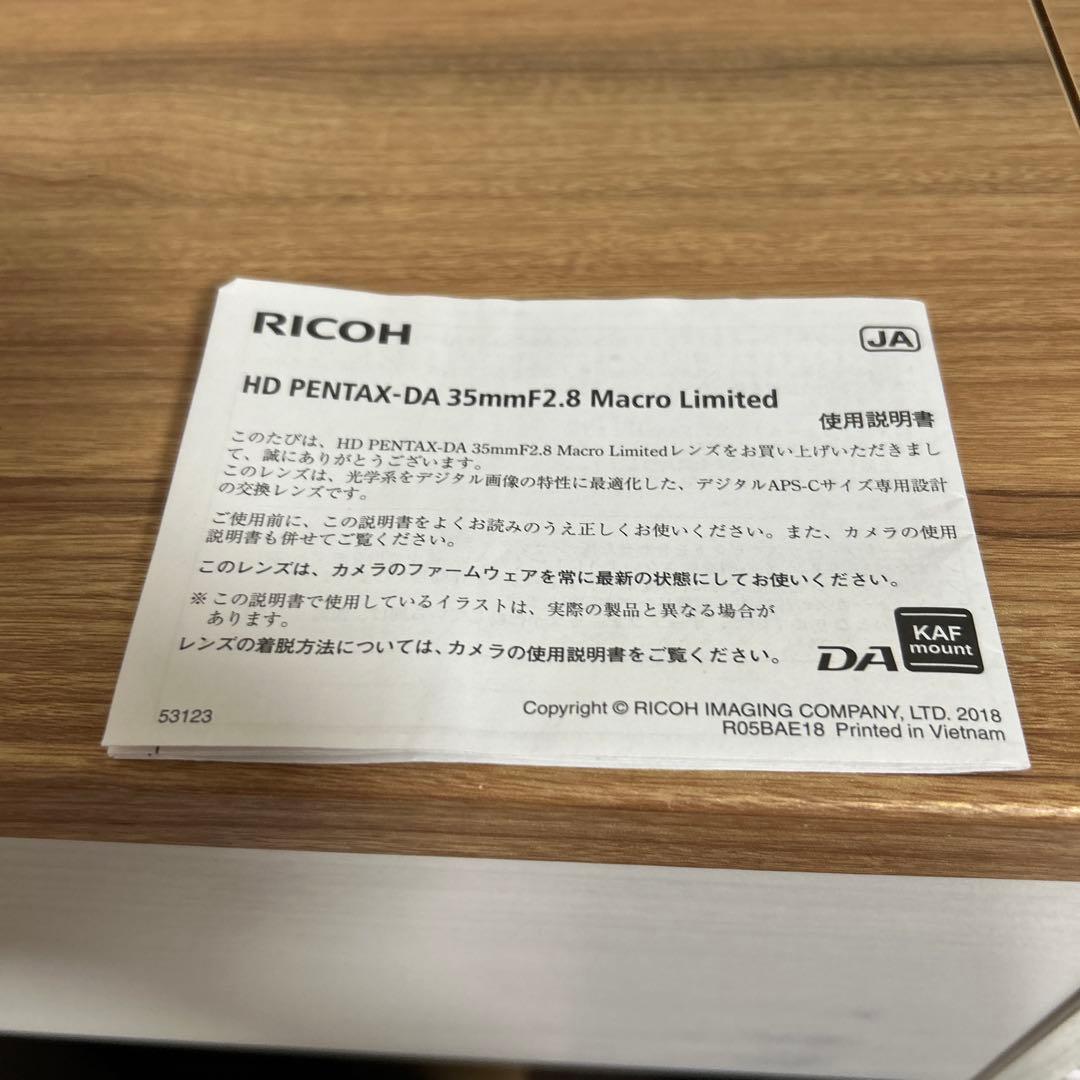 RICOH
JA
HD PENTAX-DA 35mmF2.8 Macro Limited
使用説明書
このたびは、HD PENTAX-DA 35mmF2.8 Macro Limitedレンズをお買い上げいただきまし
て、誠にありがとうございます。
このレンズは、光学系をデジタル画像の特性に最適化した、デジタルAPS-Cサイズ専用設計
の交換レンズです。
ご使用前に、この説明書をよくお読みのうえ正しくお使いください。また、カメラの使用
説明書も併せてご覧ください。
このレンズは、カメラのファームウェアを常に最新の状態にしてお使いください。
※ この説明書で使用しているイラストは、実際の製品と異なる場合が
あります。
レンズの着脱方法については、カメラの使用説明書をご覧ください。
DA
KAF
mount
53123
Copyright © RICOH IMAGING COMPANY, LTD. 2018
R05BAE18 Printed in Vietnam